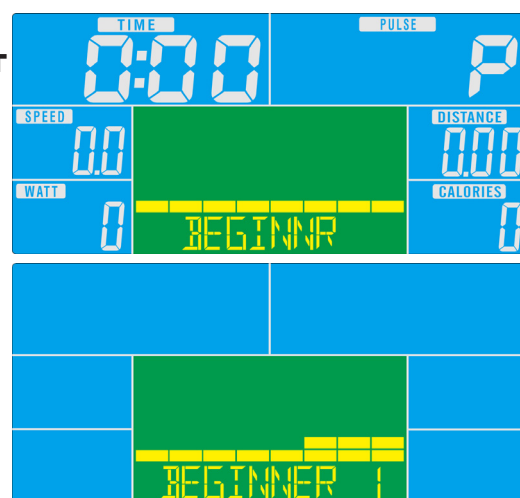 T
TIME PULSE
0:00 P
SPEED DISTANCE
0.0 0.00
WATT CALORIES
0 0
BEGINNR
BEGINNER 1